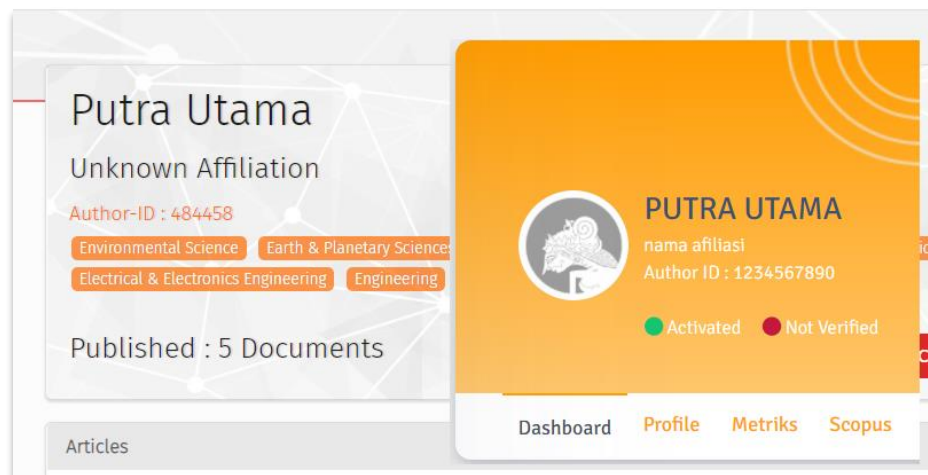 Putra Utama
Unknown Affiliation
Author-ID : 484458
Environmental Science Earth & Planetary Sciences
Electrical & Electronics Engineering Engineering
Published : 5 Documents
Articles
PUTRA UTAMA
nama afiliasi
Author ID : 1234567890
Activated Not Verified
Dashboard Profile Metriks Scopus